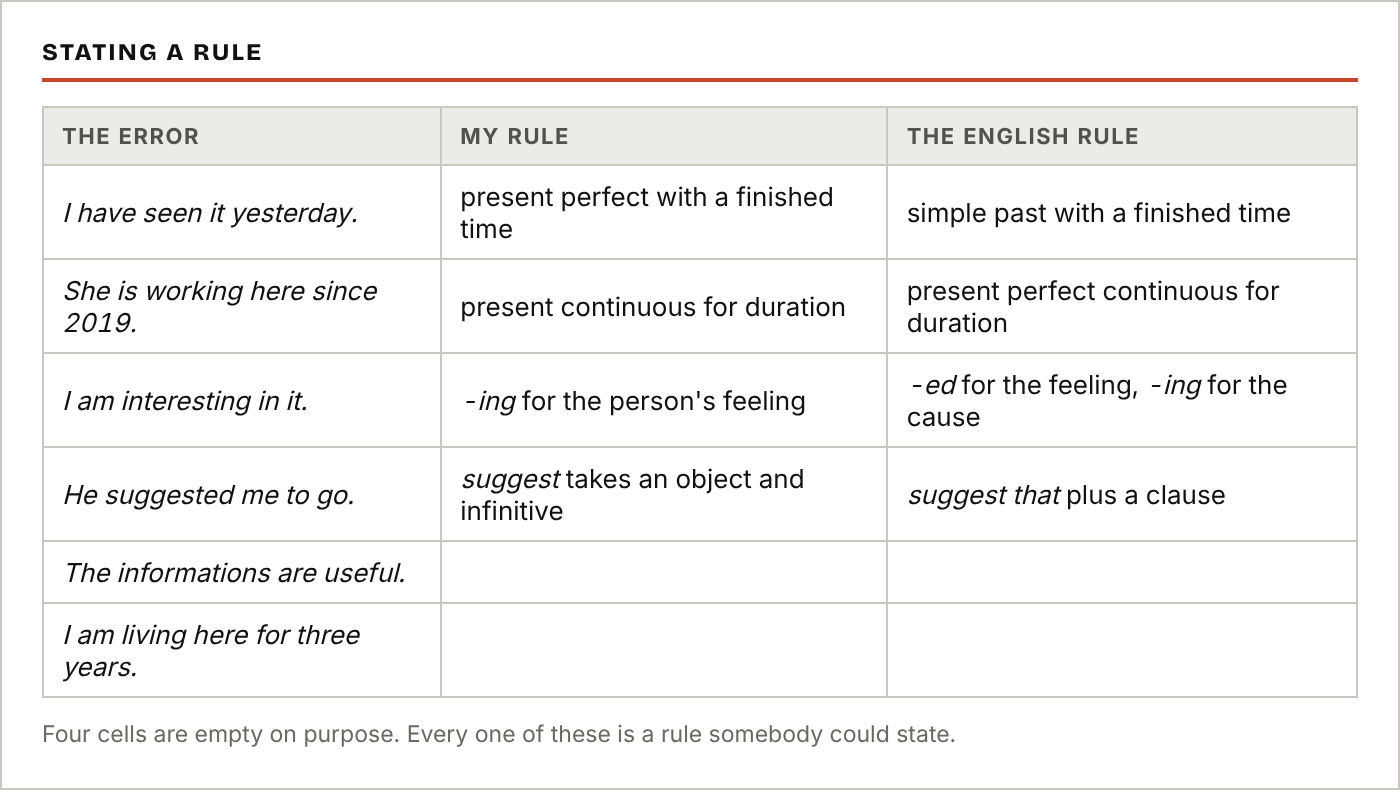 STATING A RULE
THE ERROR
MY RULE
THE ENGLISH RULE
I have seen it yesterday.
present perfect with a finished
time
simple past with a finished time
She is working here since
2019.
present continuous for duration
present perfect continuous for
duration
I am interesting in it.
-ing for the person's feeling
-ed for the feeling, -ing for the
cause
He suggested me to go.
suggest takes an object and
infinitive
suggest that plus a clause
The informations are useful.
I am living here for three
years.
Four cells are empty on purpose. Every one of these is a rule somebody could state.